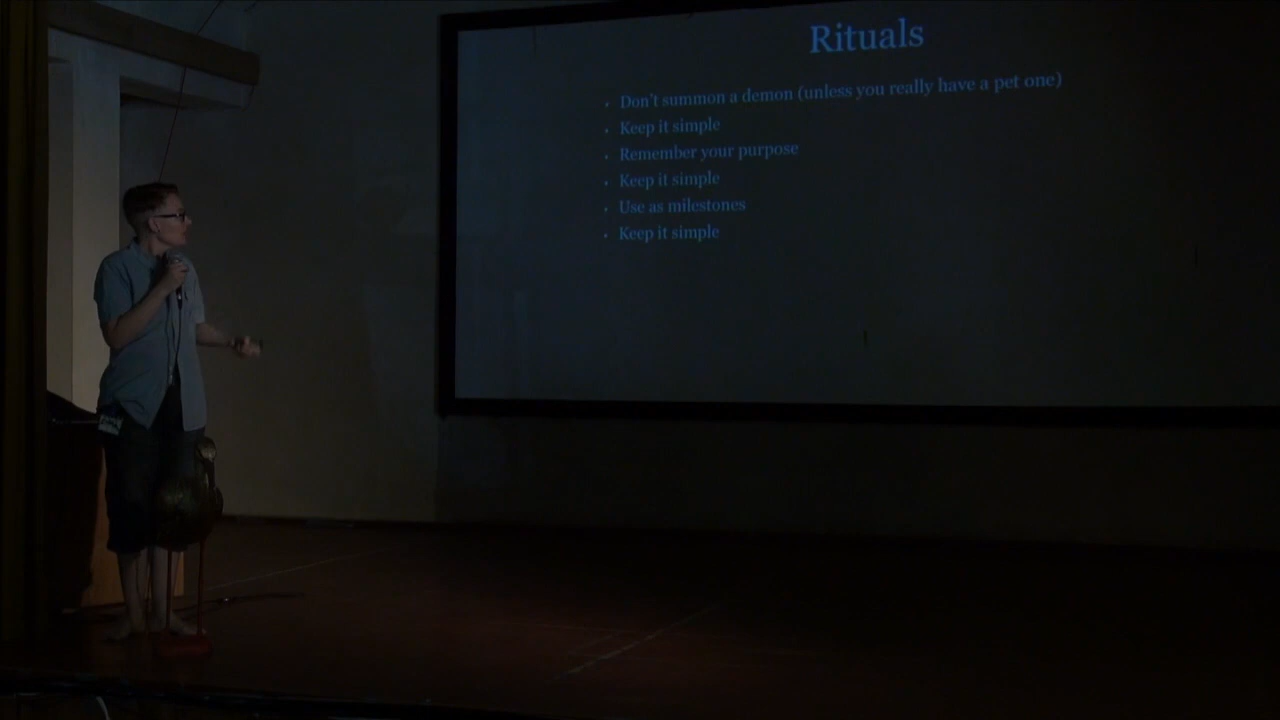 Rituals
Don't summon a demon (unless you really have a pet one)
Keep it simple
Remember your purpose
Keep it simple
Use as milestones
Keep it simple